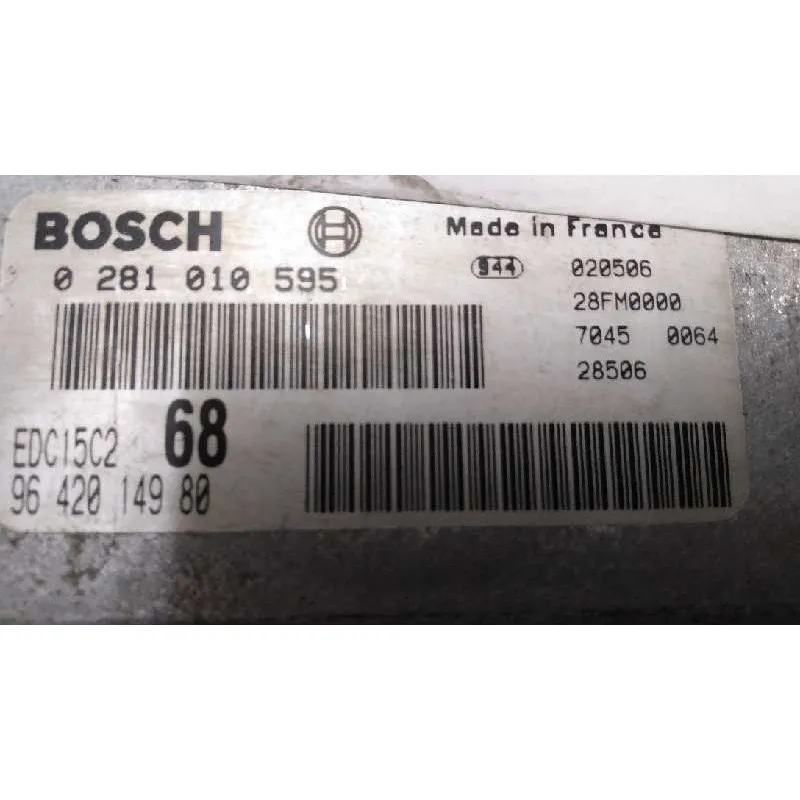 BOSCH
Made in France
0 281 010 595
944
020506
28FM0000
7045 0064
28506
EDC15C2 68
96 420 149 80